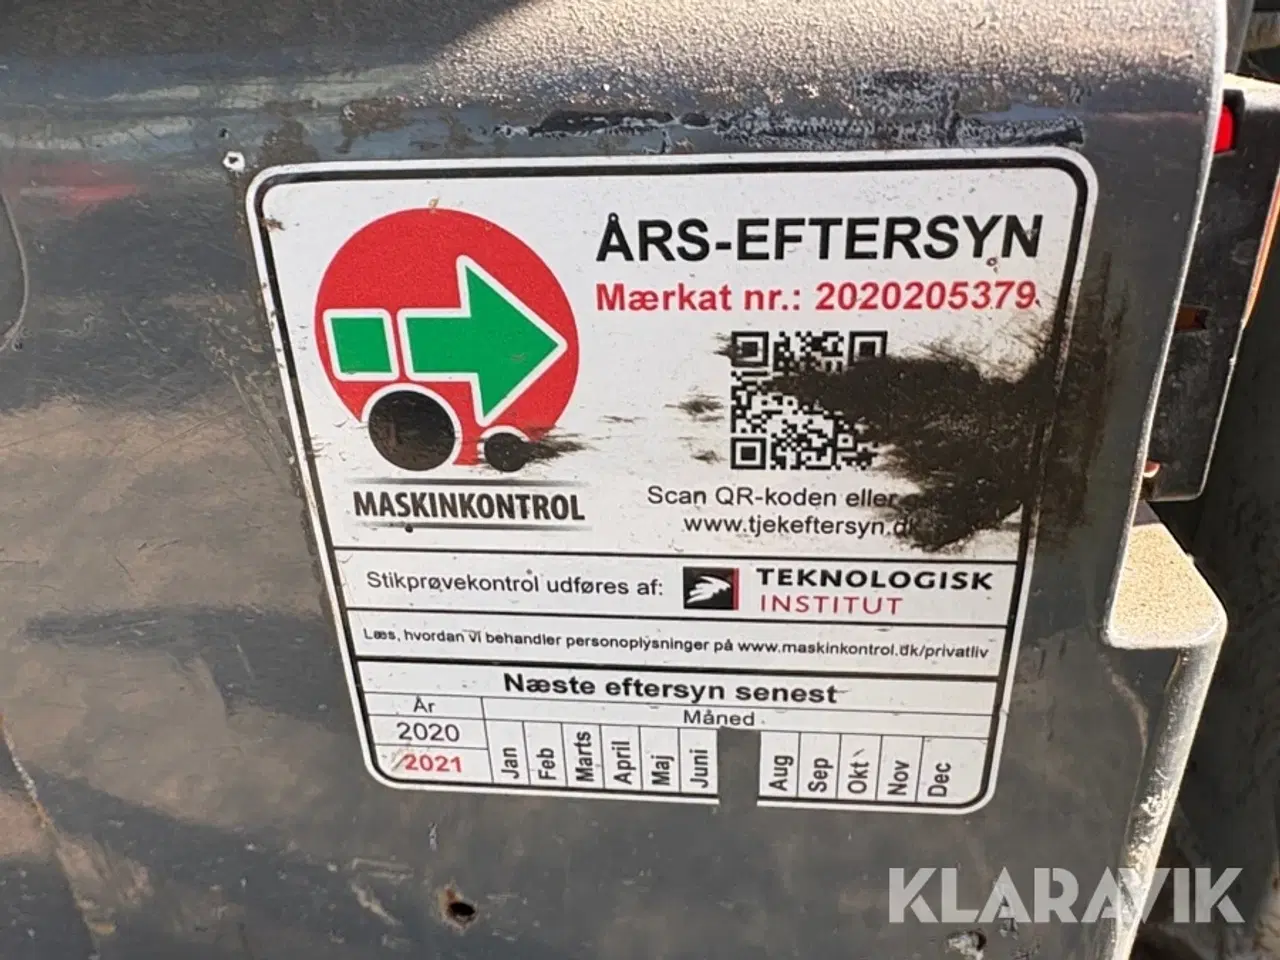 ÅRS-EFTERSYN
Mærkat nr.: 2020205379
MASKINKONTROL
Scan QR-koden eller
www.tjekeftersyn.dk
Stikprøvekontrol udføres af:
TEKNOLOGISK
INSTITUT
Læs, hvordan vi behandler personoplysninger på www.maskinkontrol.dk/privatliv
Næste eftersyn senest
År
Måned
2020
2021
Jan
Feb
Marts
April
Maj
Juni
Aug
Sep
Okt
Nov
Dec
KLARAVIK